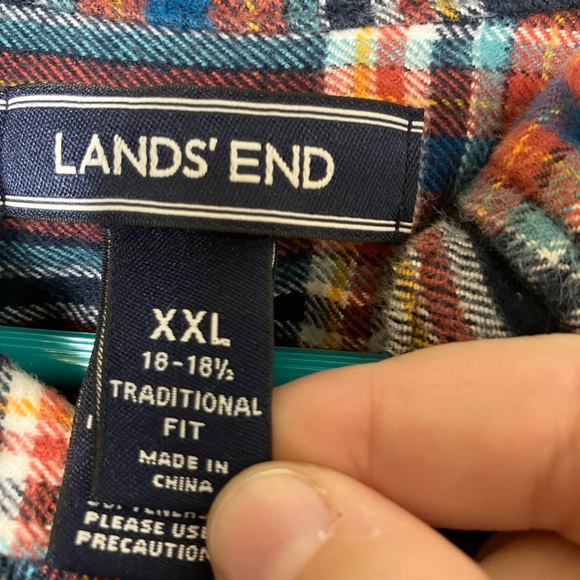 LANDS' END
XXL
18-18½
TRADITIONAL
FIT
MADE IN
CHINA
PLEASE USE
PRECAUTION